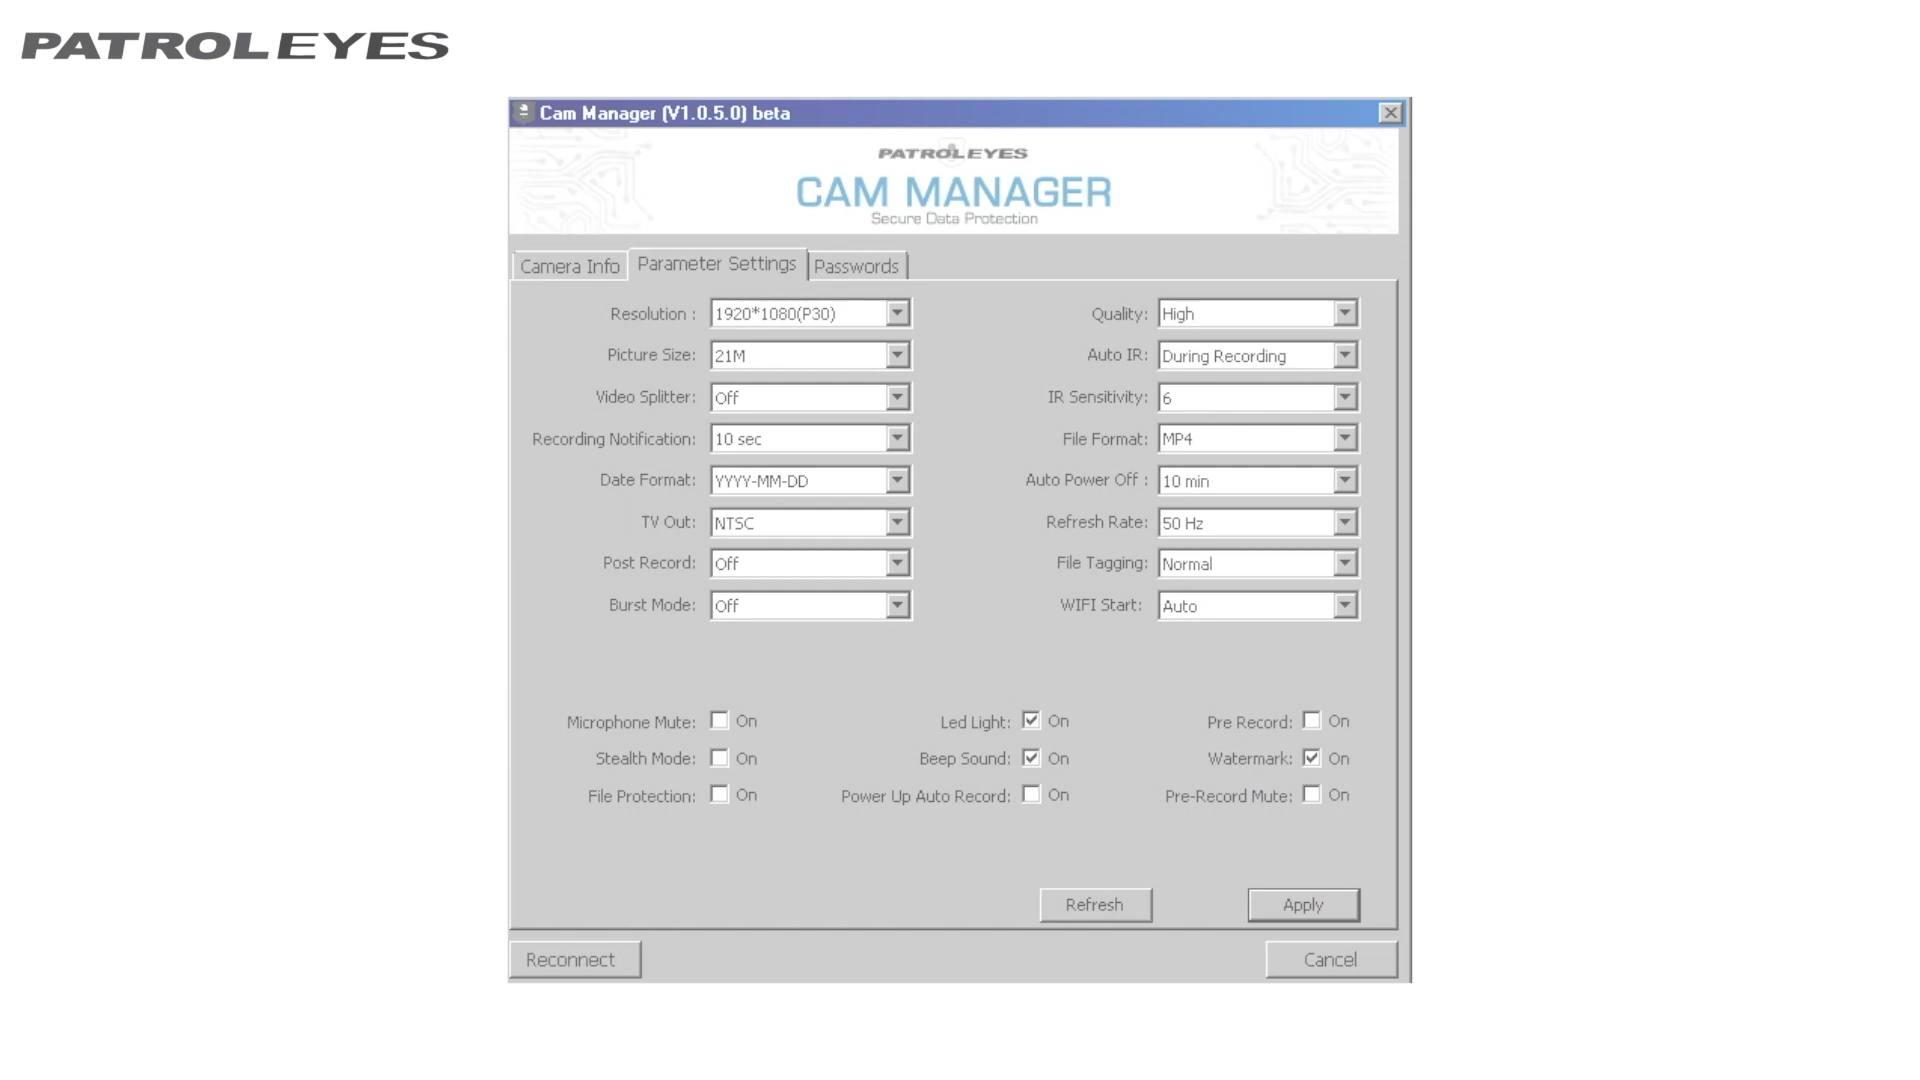 PATROLEYES
Cam Manager (V1.0.5.0) beta
PATROLEYES
CAM MANAGER
Secure Data Protection
Camera Info Parameter Settings Passwords
Resolution : 1920*1080(P30) Quality: High
Picture Size: 21M Auto IR: During Recording
Video Splitter: Off IR Sensitivity: 6
Recording Notification: 10 sec File Format: MP4
Date Format: YYYY-MM-DD Auto Power Off : 10 min
TV Out: NTSC Refresh Rate: 50 Hz
Post Record: Off File Tagging: Normal
Burst Mode: Off WIFI Start: Auto
Microphone Mute: On Led Light: On Pre Record: On
Stealth Mode: On Beep Sound: On Watermark: On
File Protection: On Power Up Auto Record: On Pre-Record Mute: On
Refresh Apply
Reconnect Cancel